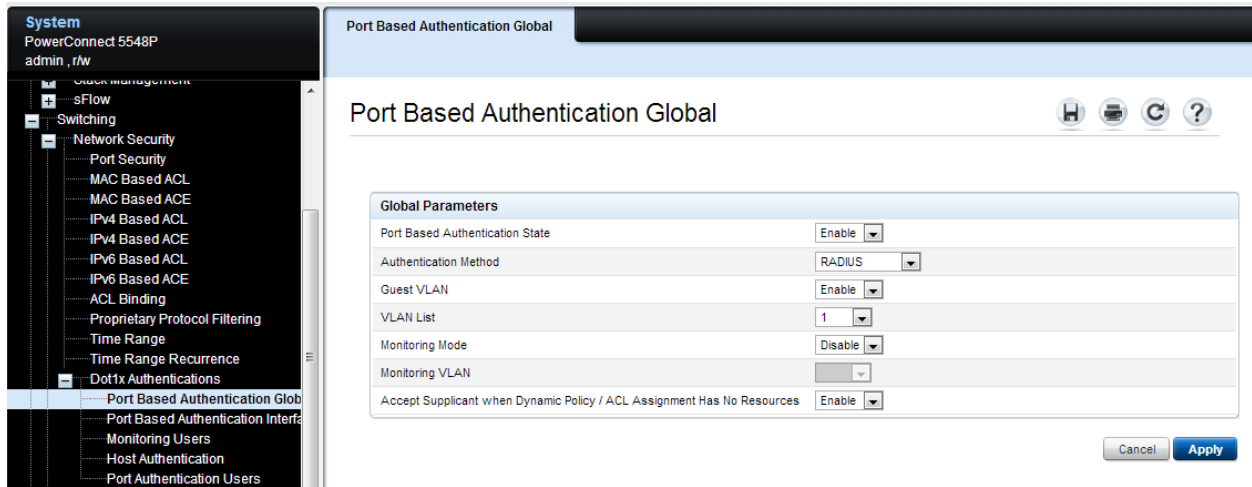 System
PowerConnect 5548P
admin , r/w
Stack Management
sFlow
Switching
Network Security
Port Security
MAC Based ACL
MAC Based ACE
IPv4 Based ACL
IPv4 Based ACE
IPv6 Based ACL
IPv6 Based ACE
ACL Binding
Proprietary Protocol Filtering
Time Range
Time Range Recurrence
Dot1x Authentications
Port Based Authentication Glob
Port Based Authentication Interfa
Monitoring Users
Host Authentication
Port Authentication Users
Port Based Authentication Global
Port Based Authentication Global
Global Parameters
Port Based Authentication State Enable
Authentication Method RADIUS
Guest VLAN Enable
VLAN List 1
Monitoring Mode Disable
Monitoring VLAN
Accept Supplicant when Dynamic Policy / ACL Assignment Has No Resources Enable
Cancel Apply